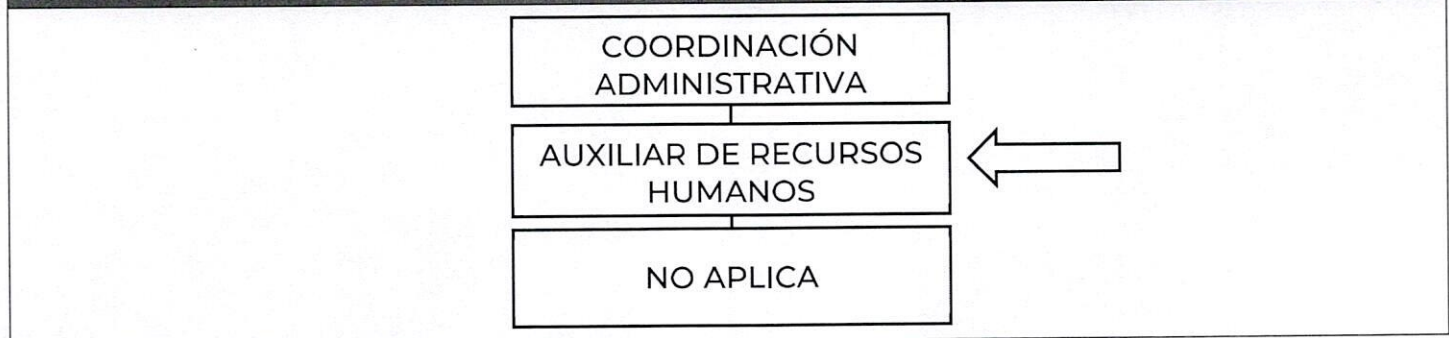 COORDINACIÓN
ADMINISTRATIVA
AUXILIAR DE RECURSOS
HUMANOS
NO APLICA